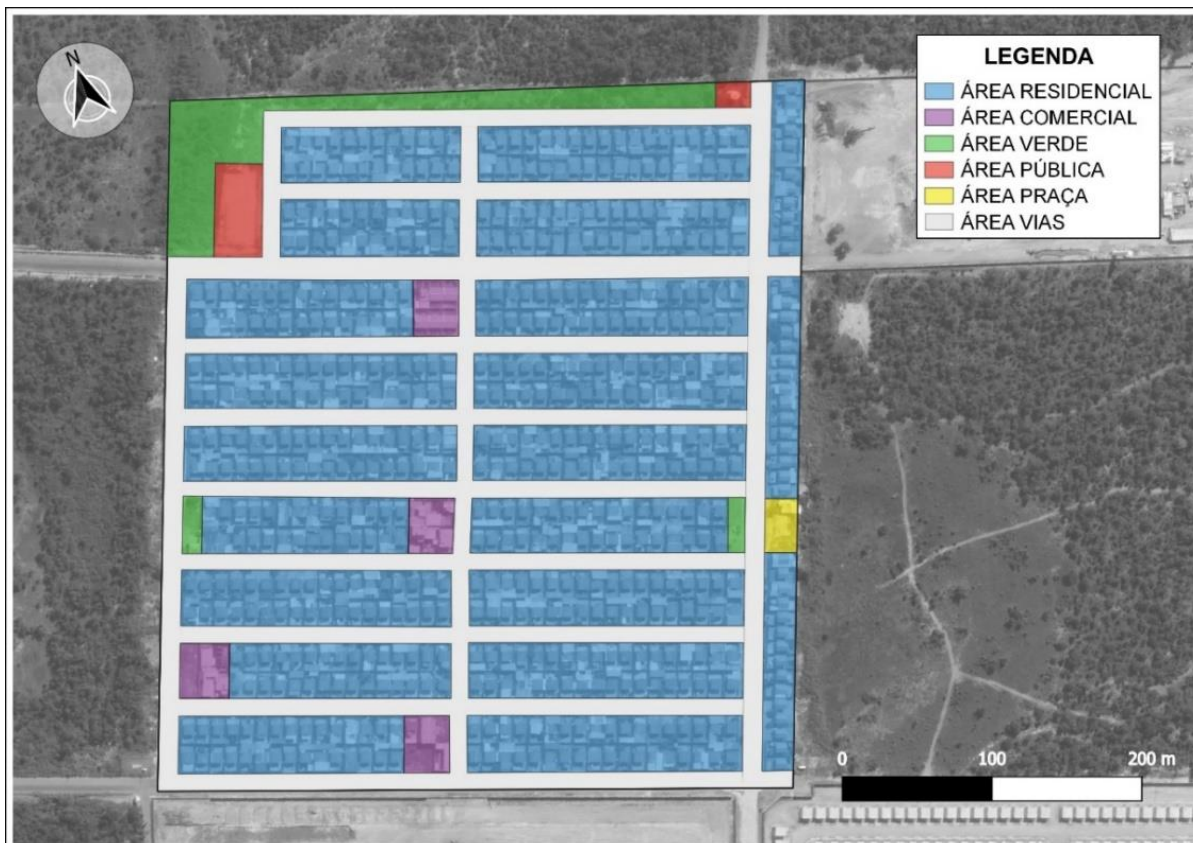 N
LEGENDA
ÁREA RESIDENCIAL
ÁREA COMERCIAL
ÁREA VERDE
ÁREA PÚBLICA
ÁREA PRAÇA
ÁREA VIAS
0 100 200 m